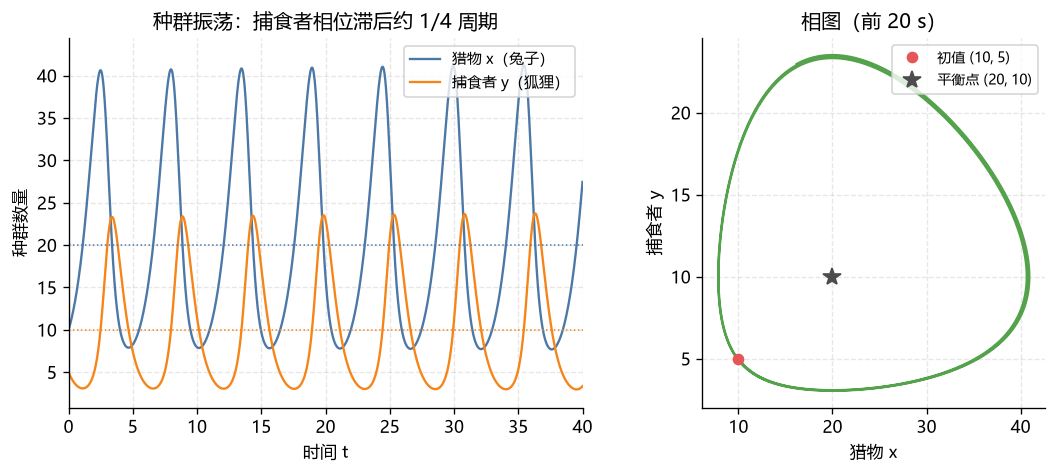 种群振荡：捕食者相位滞后约 1/4 周期
种群数量
40
35
30
25
20
15
10
5
猎物 x（兔子）
捕食者 y（狐狸）
0 5 10 15 20 25 30 35 40
时间 t
相图（前 20 s）
捕食者 y
20
15
10
5
初值 (10, 5)
平衡点 (20, 10)
10 20 30 40
猎物 x